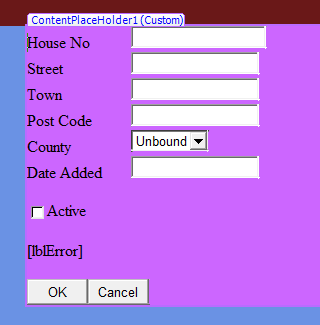 ContentPlaceHolder1 (Custom)
House No
Street
Town
Post Code
County Unbound
Date Added
Active
[lblError]
OK Cancel